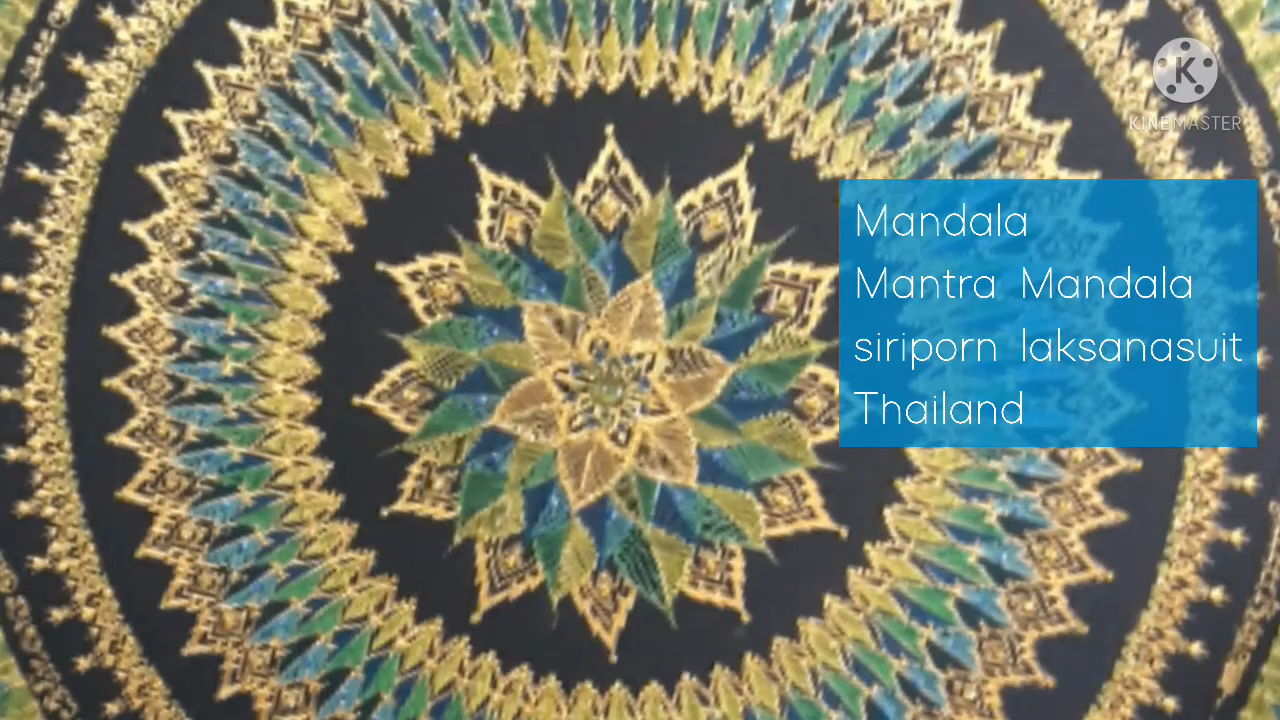 K
KINEMASTER
Mandala
Mantra Mandala
siriporn laksanasuit
Thailand